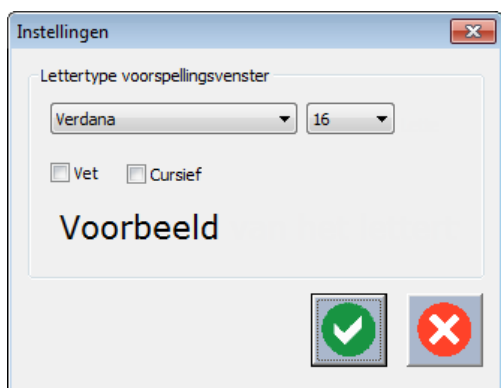 Instellingen
Lettertype voorspellingsvenster
Verdana 16
Vet Cursief
Voorbeeld